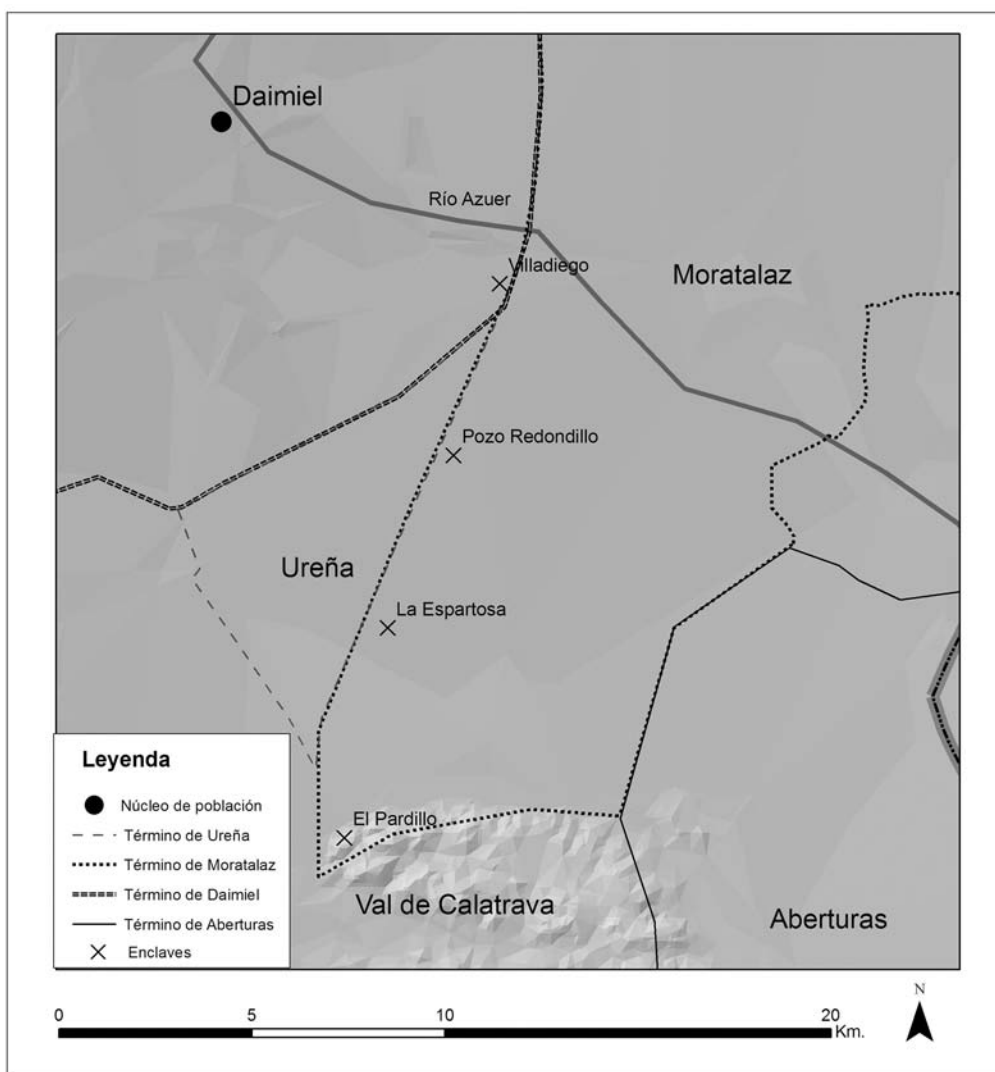 Daimiel
Río Azuer
Villadiego
Moratalaz
Pozo Redondillo
Ureña
La Espartosa
El Pardillo
Val de Calatrava
Aberturas
Leyenda
Núcleo de población
Término de Ureña
Término de Moratalaz
Término de Daimiel
Término de Aberturas
Enclaves
0 5 10 20 Km.
N